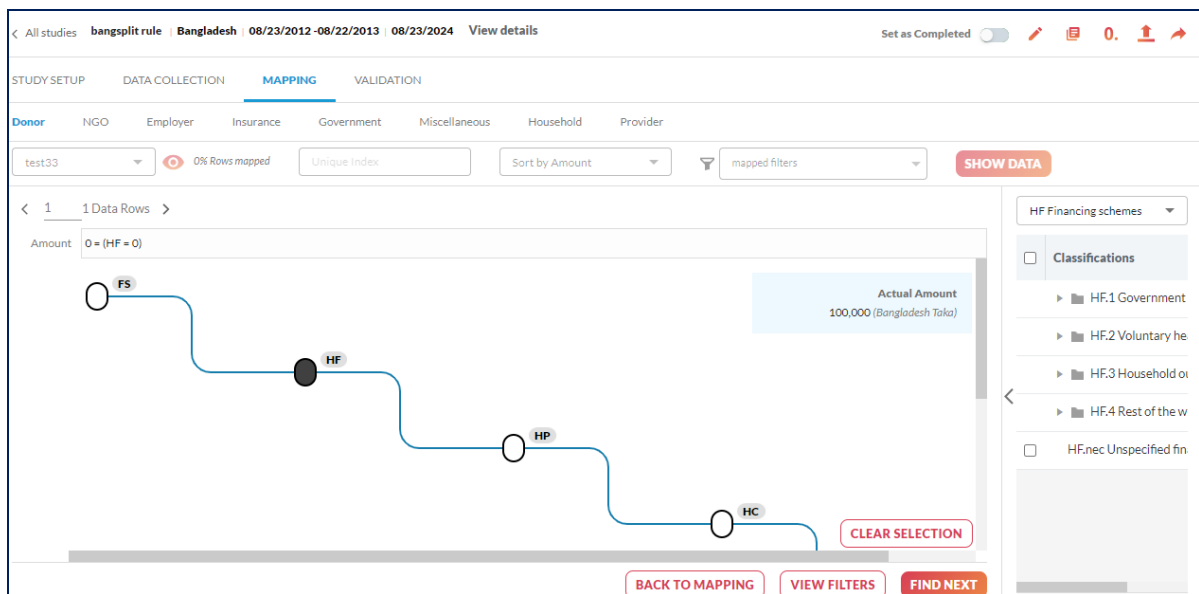 All studies bangsplit rule | Bangladesh | 08/23/2012 -08/22/2013 | 08/23/2024 View details Set as Completed 0.
STUDY SETUP DATA COLLECTION MAPPING VALIDATION
Donor NGO Employer Insurance Government Miscellaneous Household Provider
test33 0% Rows mapped Unique Index Sort by Amount mapped filters SHOW DATA
1 1 Data Rows
HF Financing schemes
Amount 0 = (HF = 0)
Classifications
FS
Actual Amount
100,000 (Bangladesh Taka)
HF.1 Government
HF.2 Voluntary he
HF
HF.3 Household ou
HF.4 Rest of the w
HP
HF.nec Unspecified fin
HC
CLEAR SELECTION
BACK TO MAPPING VIEW FILTERS FIND NEXT